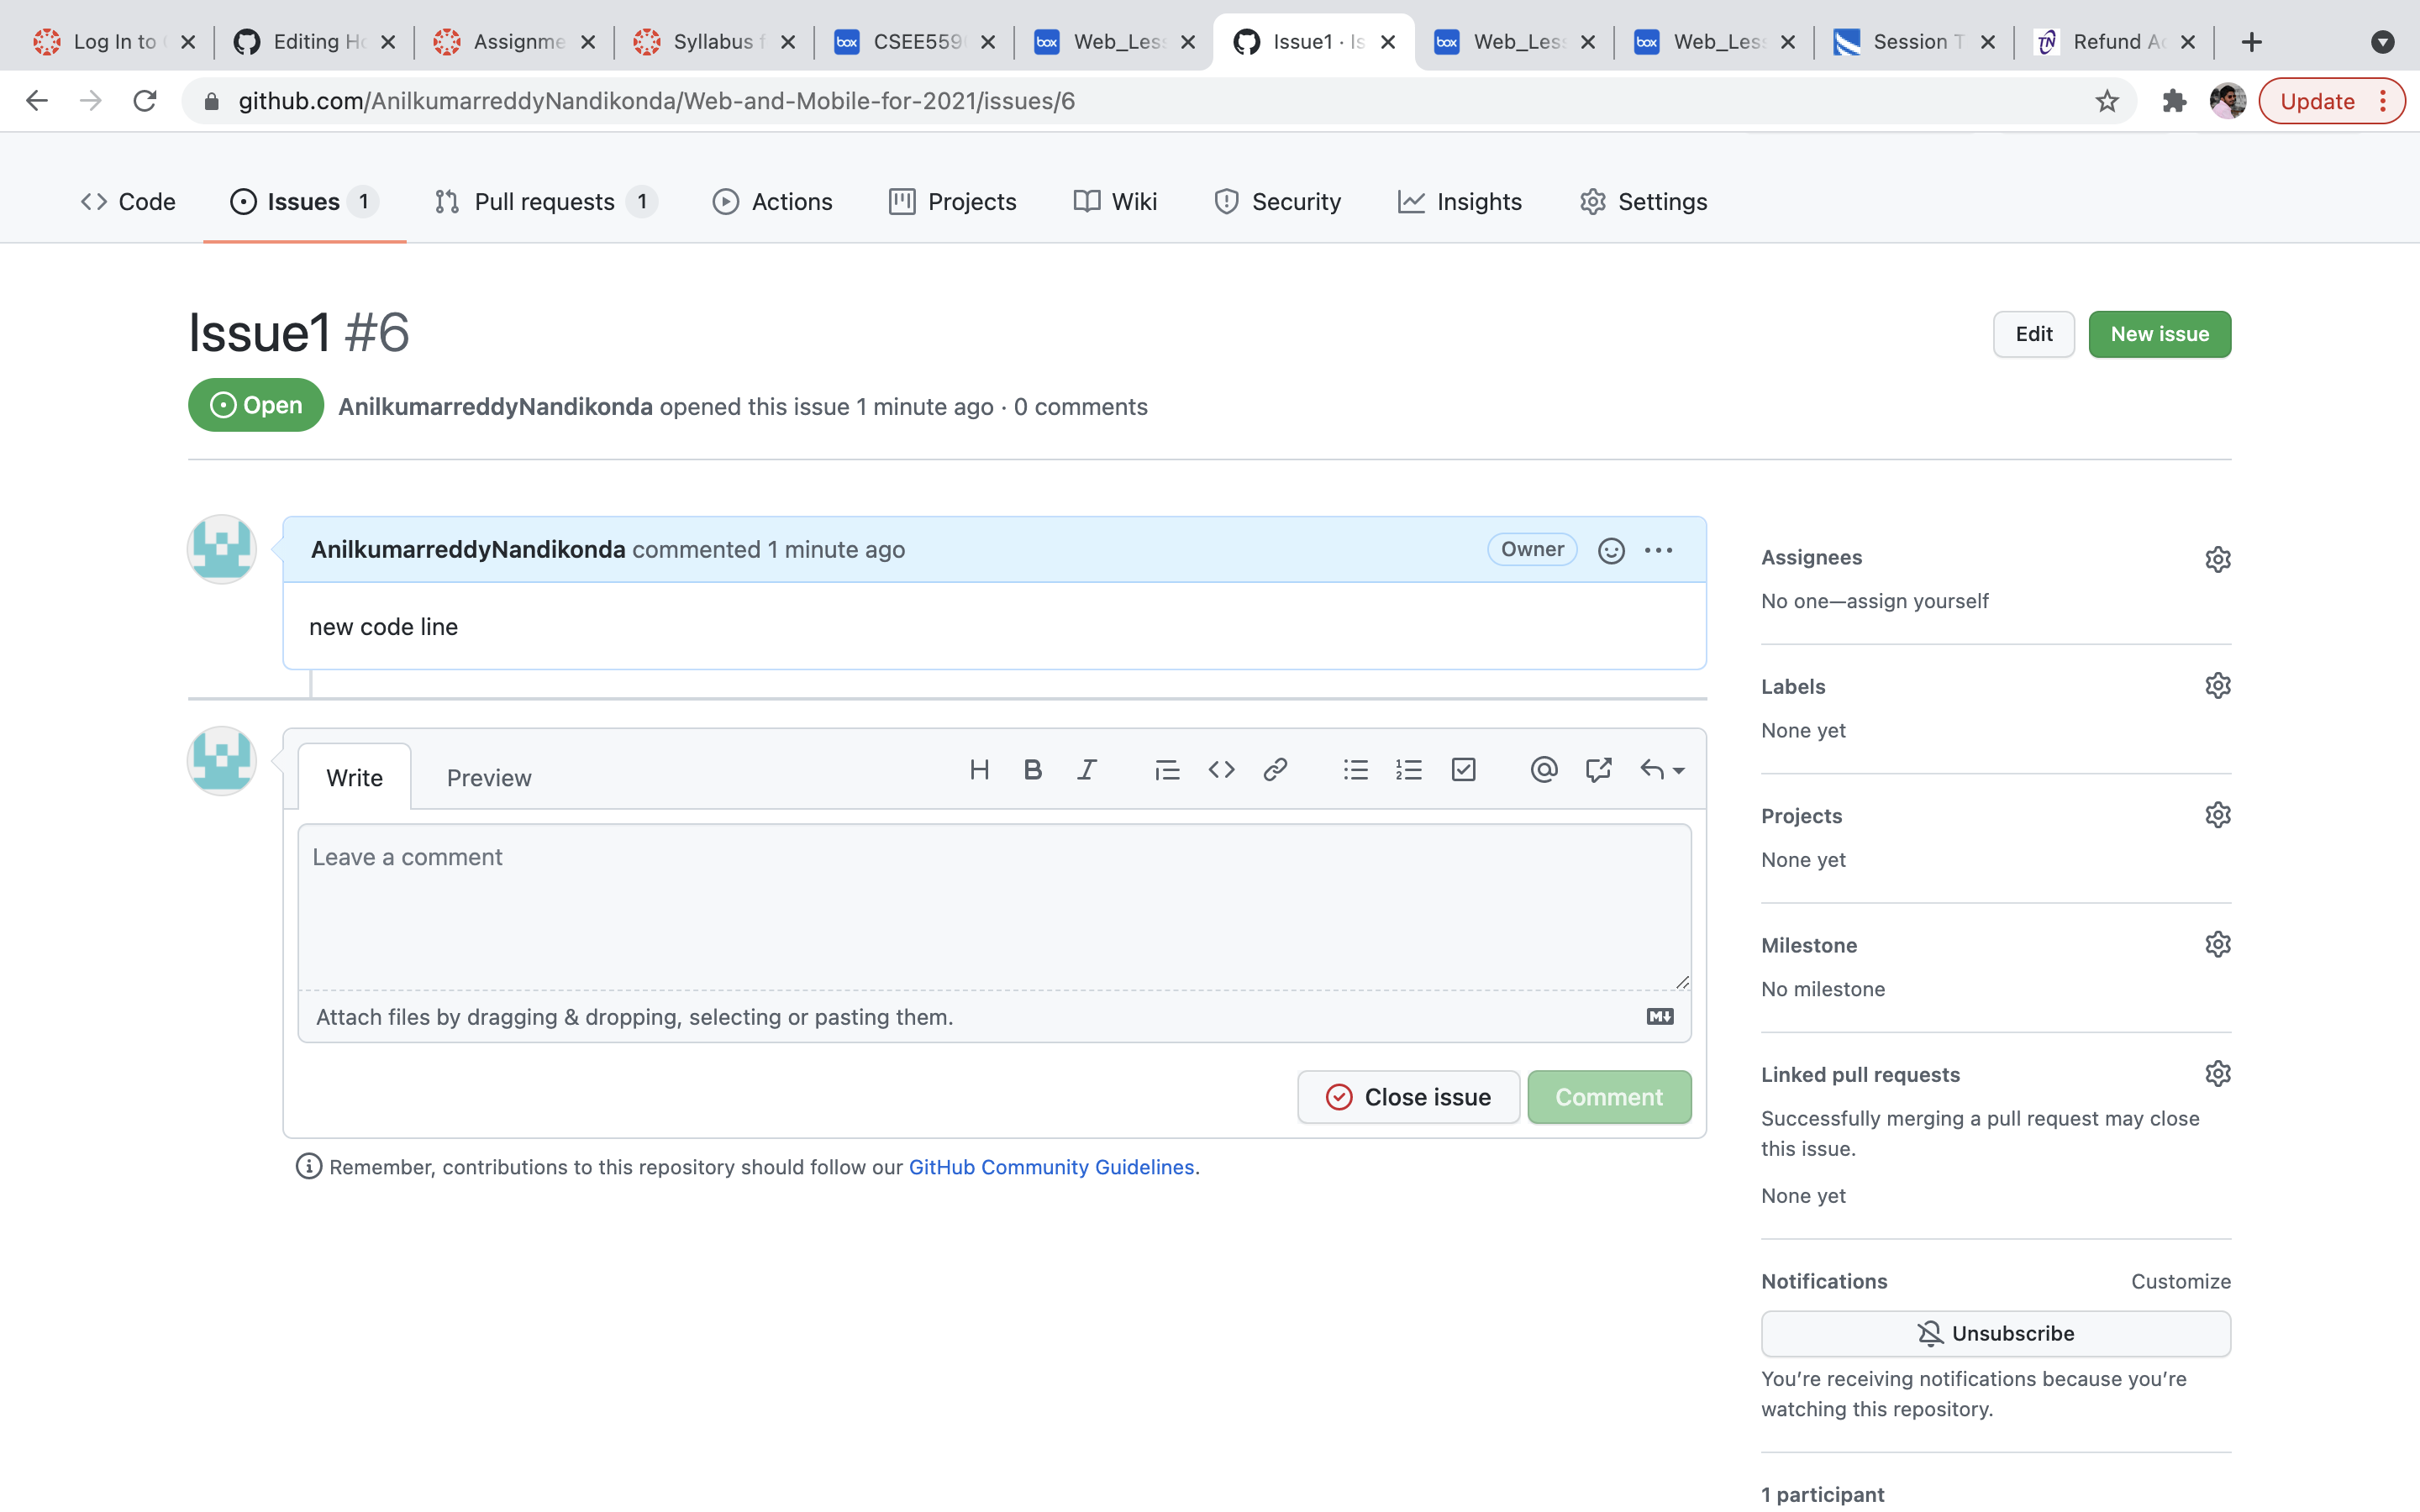 Log In to
Editing Ho
Assignme
Syllabus f
box CSEE559
box Web_Les
Issue1 · Is
box Web_Les
box Web_Les
Session T
TN Refund A
github.com/AnilkumarreddyNandikonda/Web-and-Mobile-for-2021/issues/6
Update
Code
Issues 1
Pull requests 1
Actions
Projects
Wiki
Security
Insights
Settings
Issue1 #6
Edit
New issue
Open
AnilkumarreddyNandikonda opened this issue 1 minute ago · 0 comments
AnilkumarreddyNandikonda commented 1 minute ago
Owner
new code line
Write
Preview
H B I
Leave a comment
Attach files by dragging & dropping, selecting or pasting them.
M
Close issue
Comment
Remember, contributions to this repository should follow our GitHub Community Guidelines.
Assignees
No one—assign yourself
Labels
None yet
Projects
None yet
Milestone
No milestone
Linked pull requests
Successfully merging a pull request may close
this issue.
None yet
Notifications
Customize
Unsubscribe
You're receiving notifications because you're
watching this repository.
1 participant